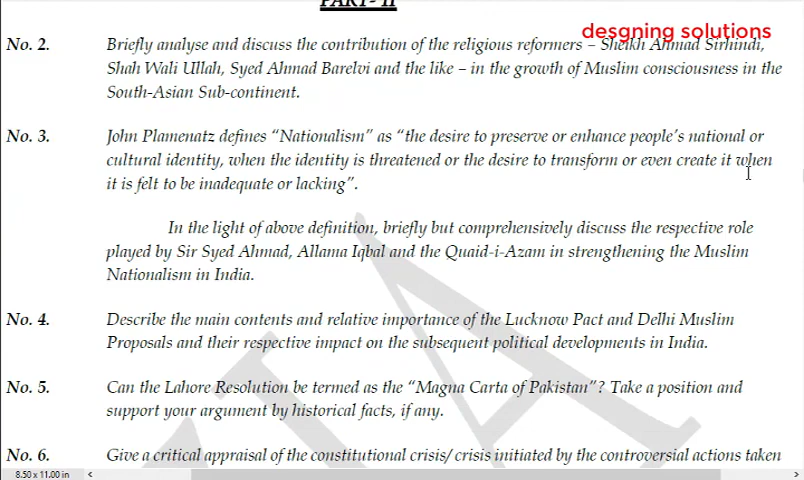 PART- II
desgning solutions
No. 2. Briefly analyse and discuss the contribution of the religious reformers – Sheikh Ahmad Sirhindi,
Shah Wali Ullah, Syed Ahmad Barelvi and the like – in the growth of Muslim consciousness in the
South-Asian Sub-continent.
No. 3. John Plamenatz defines “Nationalism” as “the desire to preserve or enhance people’s national or
cultural identity, when the identity is threatened or the desire to transform or even create it when
it is felt to be inadequate or lacking”.
In the light of above definition, briefly but comprehensively discuss the respective role
played by Sir Syed Ahmad, Allama Iqbal and the Quaid-i-Azam in strengthening the Muslim
Nationalism in India.
No. 4. Describe the main contents and relative importance of the Lucknow Pact and Delhi Muslim
Proposals and their respective impact on the subsequent political developments in India.
No. 5. Can the Lahore Resolution be termed as the “Magna Carta of Pakistan”? Take a position and
support your argument by historical facts, if any.
No. 6. Give a critical appraisal of the constitutional crisis/ crisis initiated by the controversial actions taken
8.50 x 11.00 in